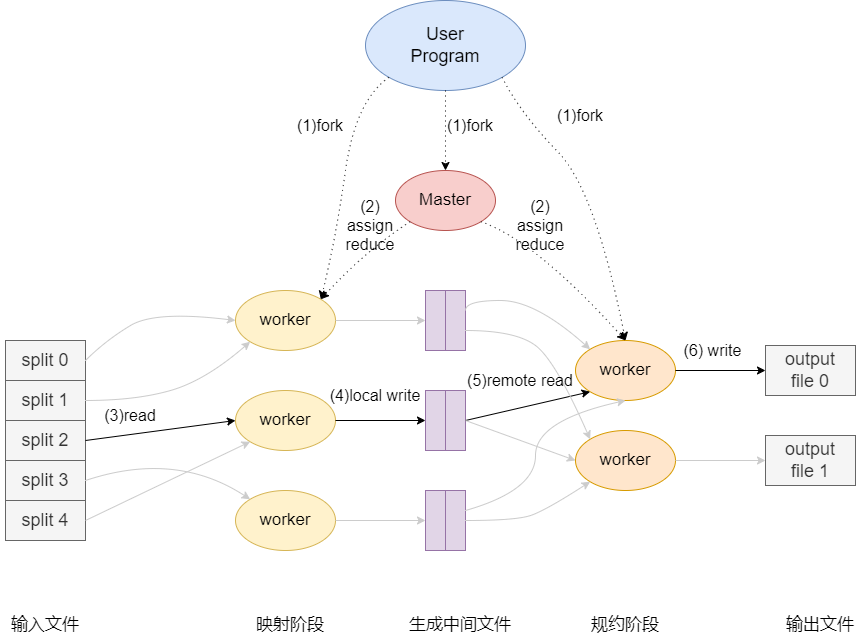 User
Program
(1)fork
(1)fork
(1)fork
Master
(2)
assign
reduce
(2)
assign
reduce
split 0
split 1
split 2
split 3
split 4
(3)read
worker
worker
worker
(4)local write
(5)remote read
worker
worker
(6) write
output
file 0
output
file 1
输入文件
映射阶段
生成中间文件
规约阶段
输出文件